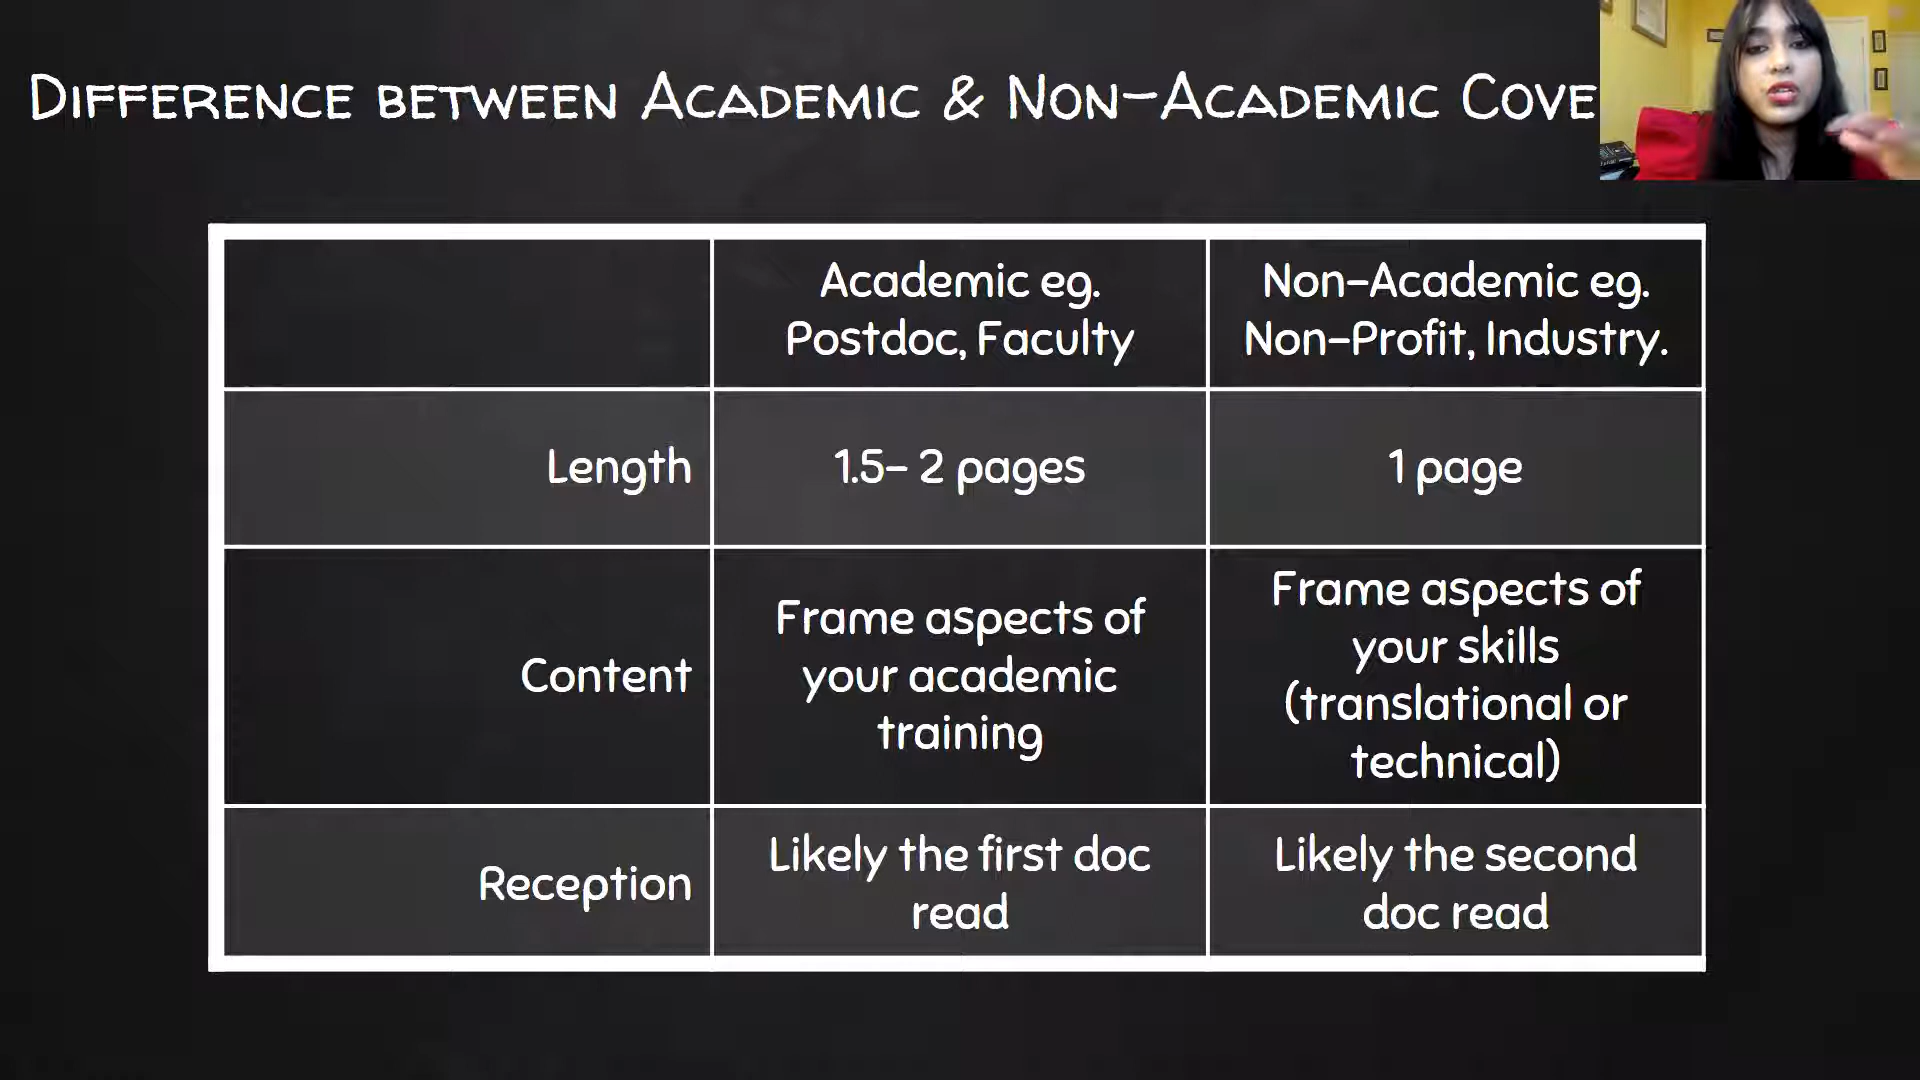 Difference between Academic & Non-Academic Cove
Academic eg.
Postdoc, Faculty
Non-Academic eg.
Non-Profit, Industry.
Length
1.5- 2 pages
1 page
Content
Frame aspects of
your academic
training
Frame aspects of
your skills
(translational or
technical)
Reception
Likely the first doc
read
Likely the second
doc read